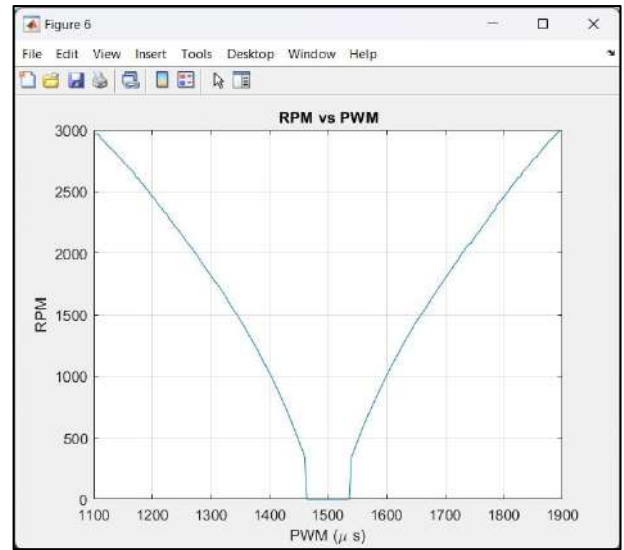 Figure 6
File Edit View Insert Tools Desktop Window Help
RPM vs PWM
3000
2500
2000
1500
1000
500
0
RPM
1100 1200 1300 1400 1500 1600 1700 1800 1900
PWM (μ s)